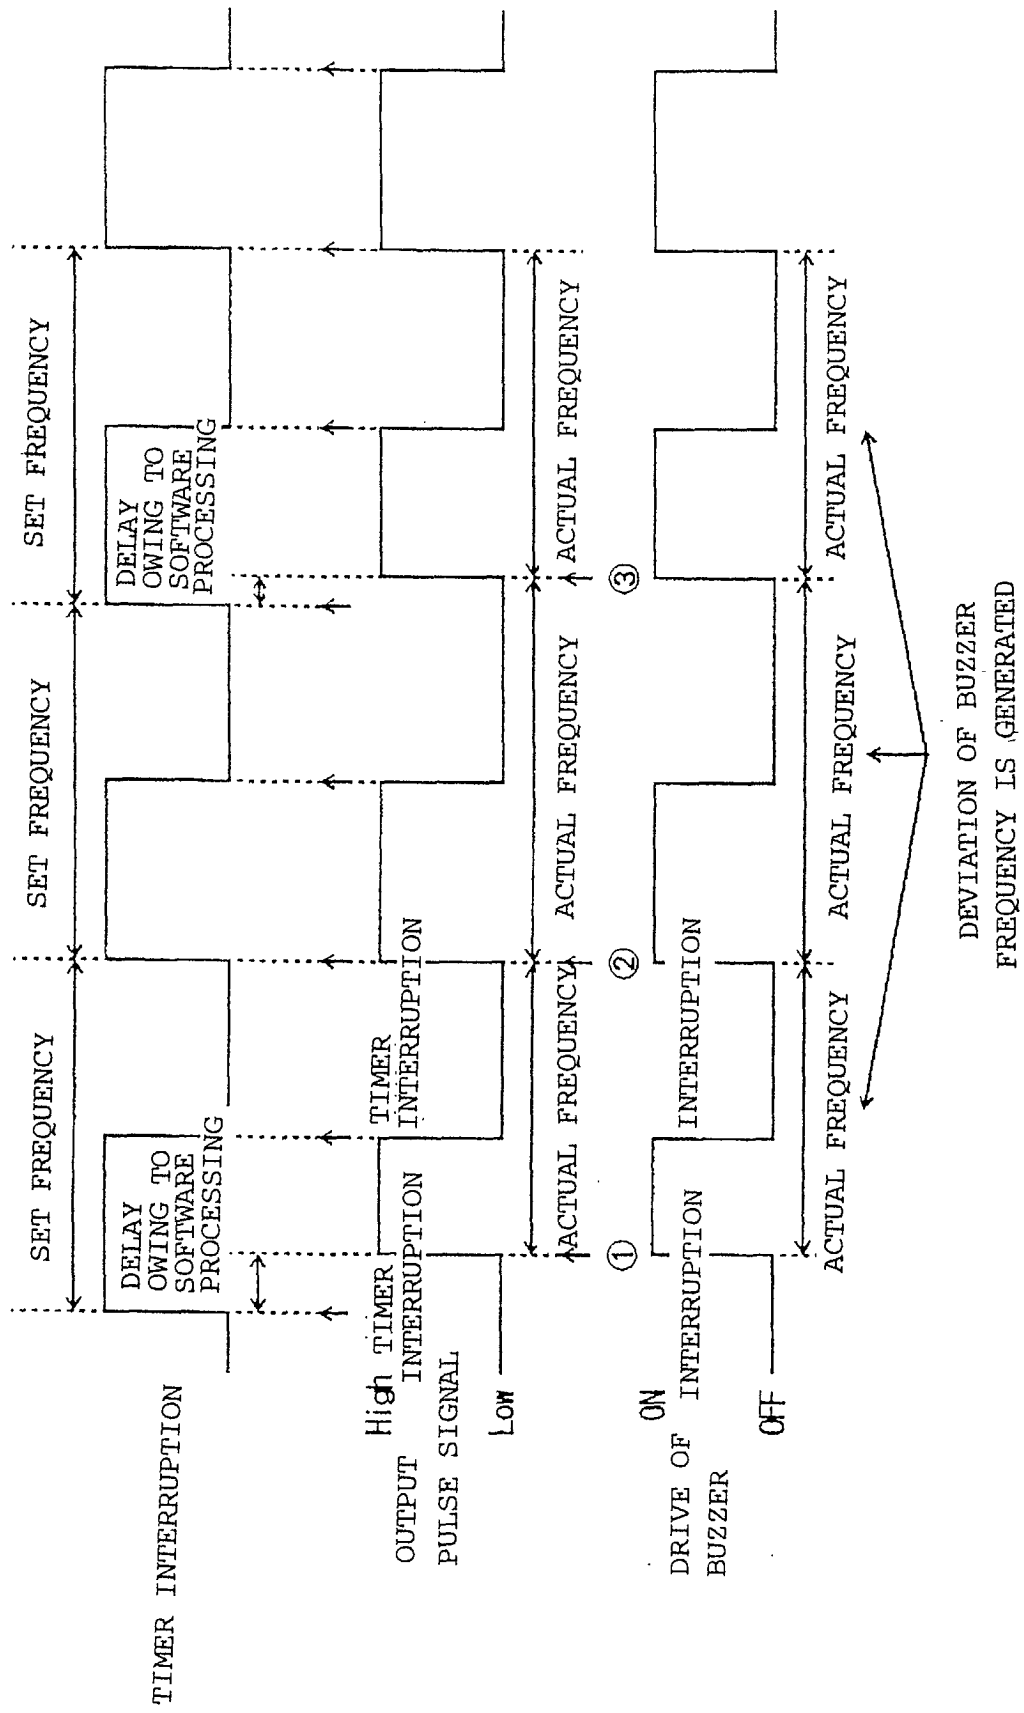 SET FREQUENCY
SET FREQUENCY
SET FREQUENCY
TIMER INTERRUPTION
DELAY
OWING TO
SOFTWARE
PROCESSING
DELAY
OWING TO
SOFTWARE
PROCESSING
High
TIMER
INTERRUPTION
TIMER
INTERRUPTION
OUTPUT
PULSE SIGNAL
Low
ACTUAL FREQUENCY
ACTUAL FREQUENCY
ACTUAL FREQUENCY
①
②
③
ON
DRIVE OF
BUZZER
INTERRUPTION
INTERRUPTION
OFF
ACTUAL FREQUENCY
ACTUAL FREQUENCY
ACTUAL FREQUENCY
DEVIATION OF BUZZER
FREQUENCY IS GENERATED